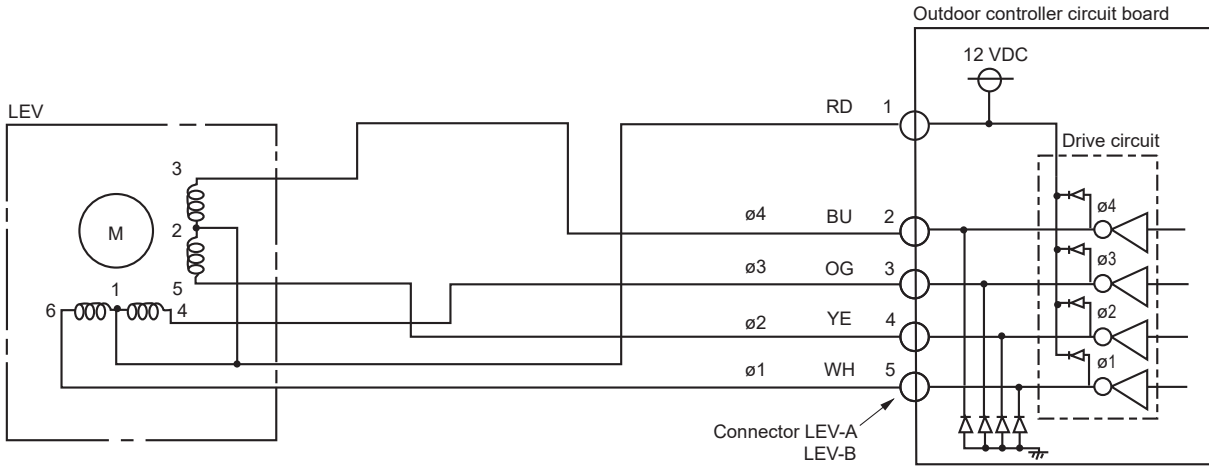 Outdoor controller circuit board
12 VDC
LEV
RD 1
Drive circuit
3
ø4 BU 2 ø4
M
2
ø3 OG 3 ø3
5
1
6 4
ø2 YE 4 ø2
ø1 WH 5 ø1
Connector LEV-A
LEV-B